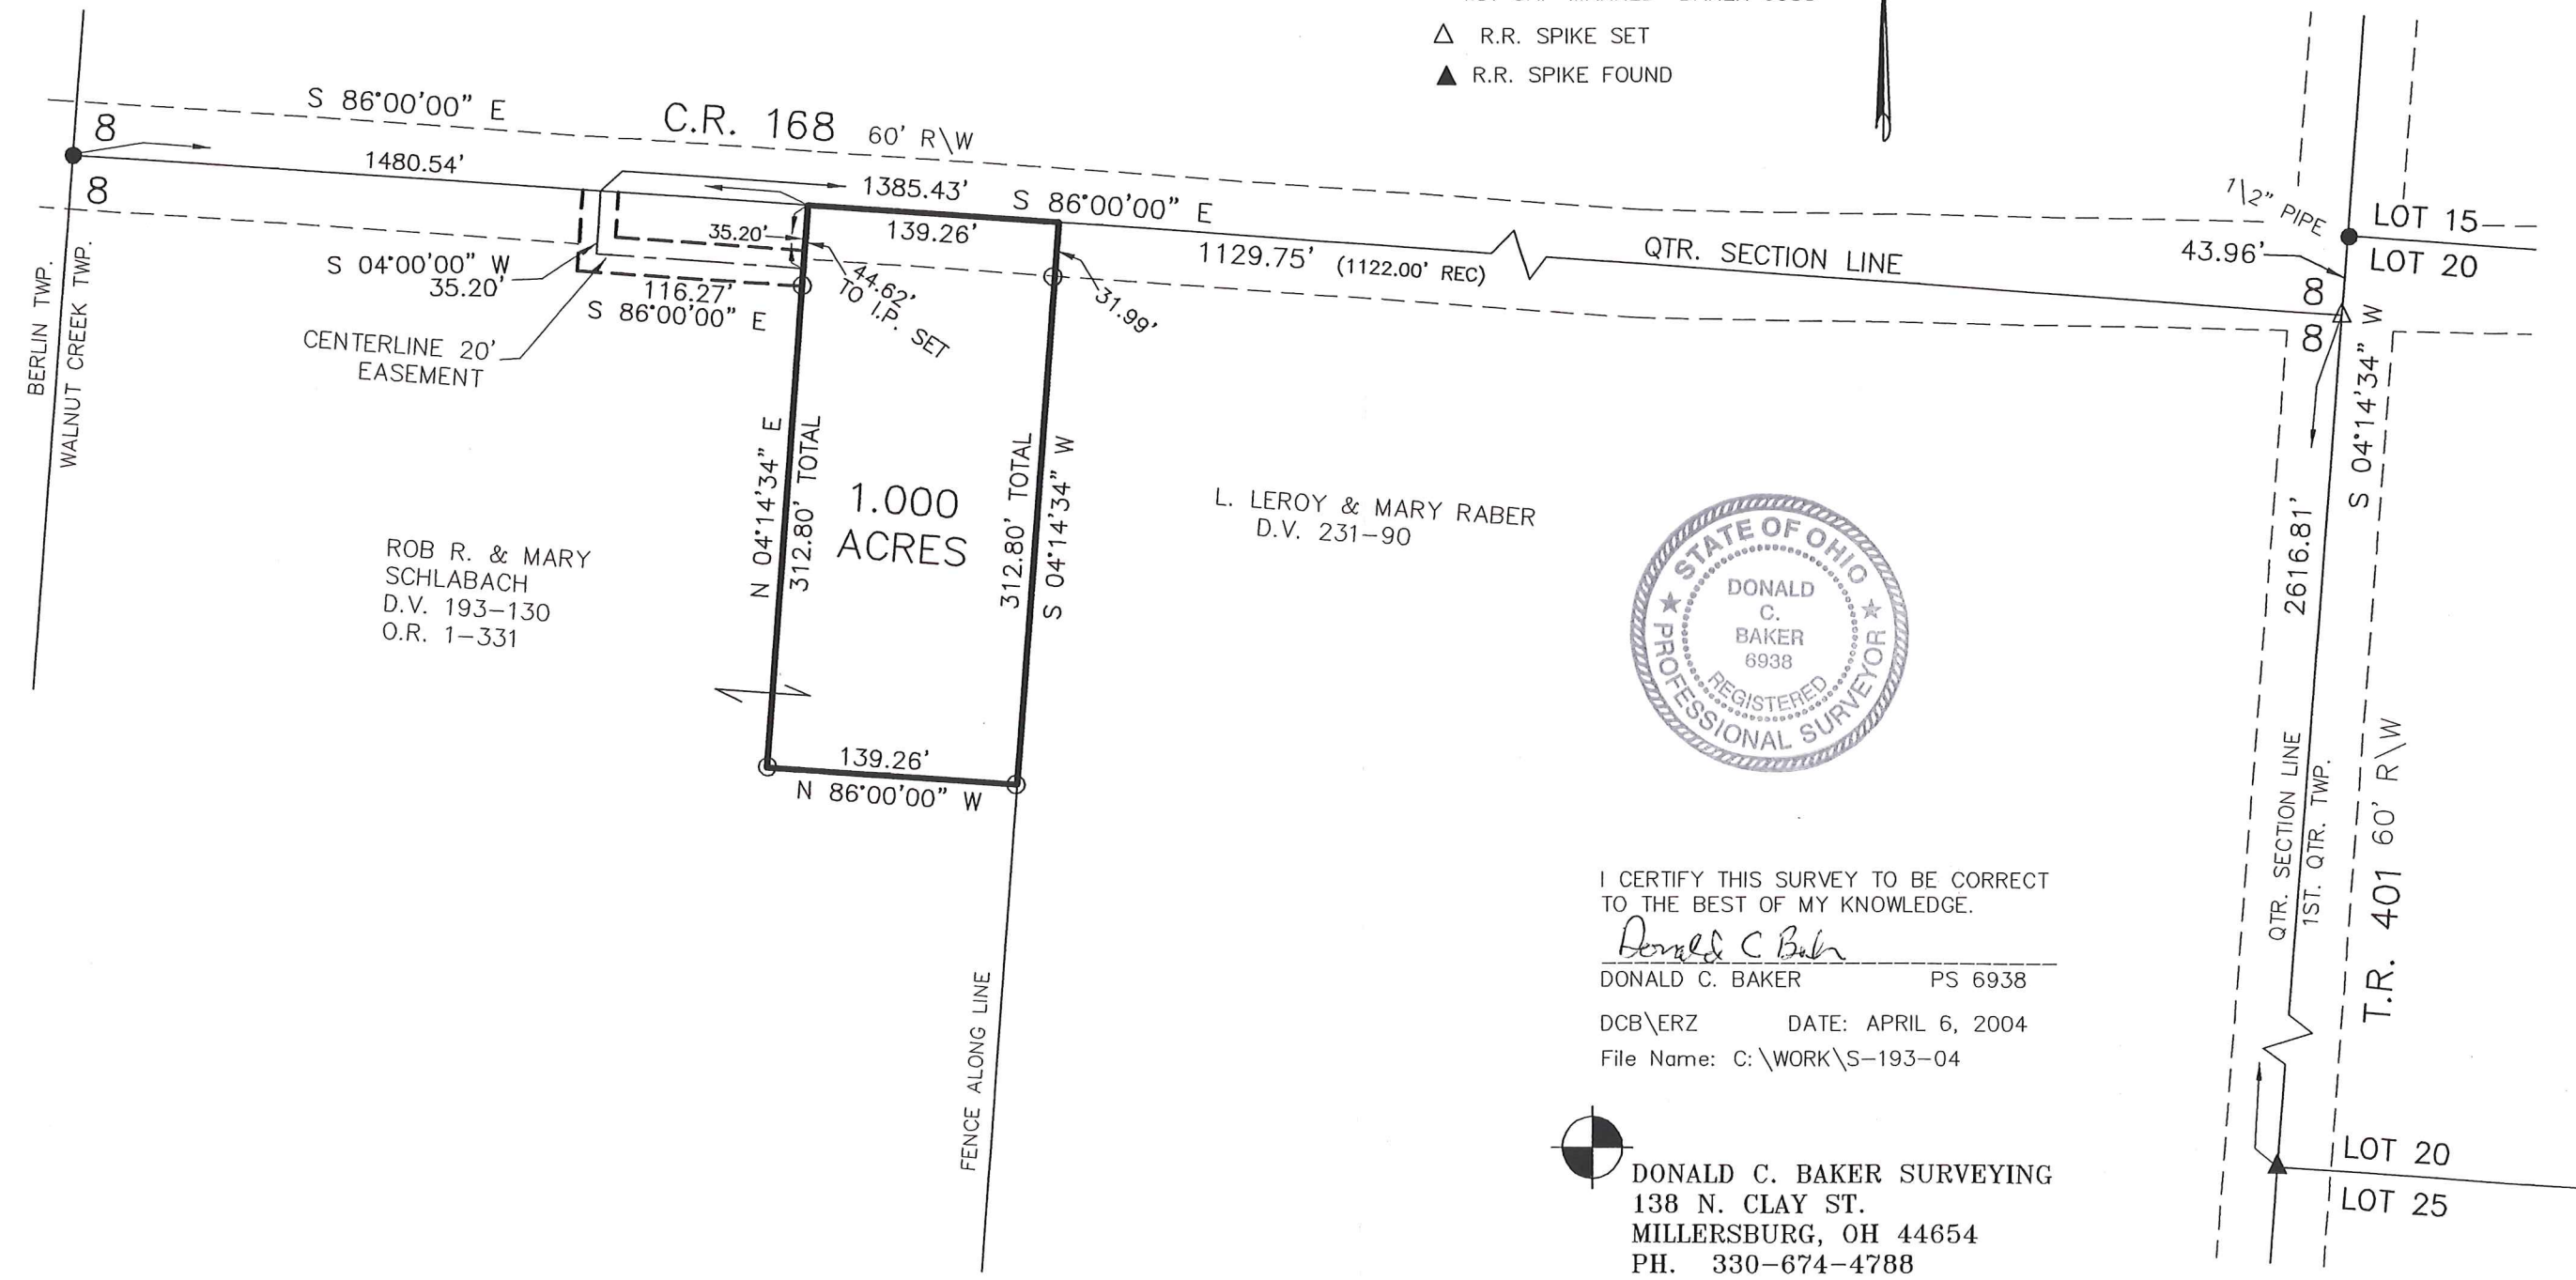 △ R.R. SPIKE SET
▲ R.R. SPIKE FOUND
S 86°00'00" E
C.R. 168 60' R\W
8
8
1480.54'
1385.43'
S 86°00'00" E
139.26'
35.20'
1129.75' (1122.00' REC)
QTR. SECTION LINE
1\2" PIPE
LOT 15
LOT 20
43.96'
8
8
S 04°00'00" W
35.20'
116.27'
S 86°00'00" E
44.62'
TO I.P. SET
31.99'
CENTERLINE 20'
EASEMENT
BERLIN TWP.
WALNUT CREEK TWP.
N 04°14'34" E
312.80' TOTAL
1.000
ACRES
312.80' TOTAL
S 04°14'34" W
L. LEROY & MARY RABER
D.V. 231-90
ROB R. & MARY
SCHLABACH
D.V. 193-130
O.R. 1-331
139.26'
N 86°00'00" W
FENCE ALONG LINE
STATE OF OHIO
DONALD
C.
BAKER
6938
REGISTERED
PROFESSIONAL SURVEYOR
S 04°14'34" W
2616.81'
QTR. SECTION LINE
1ST. QTR. TWP.
T.R. 401 60' R\W
I CERTIFY THIS SURVEY TO BE CORRECT
TO THE BEST OF MY KNOWLEDGE.
Donald C Baker
DONALD C. BAKER PS 6938
DCB\ERZ DATE: APRIL 6, 2004
File Name: C:\WORK\S-193-04
DONALD C. BAKER SURVEYING
138 N. CLAY ST.
MILLERSBURG, OH 44654
PH. 330-674-4788
LOT 20
LOT 25